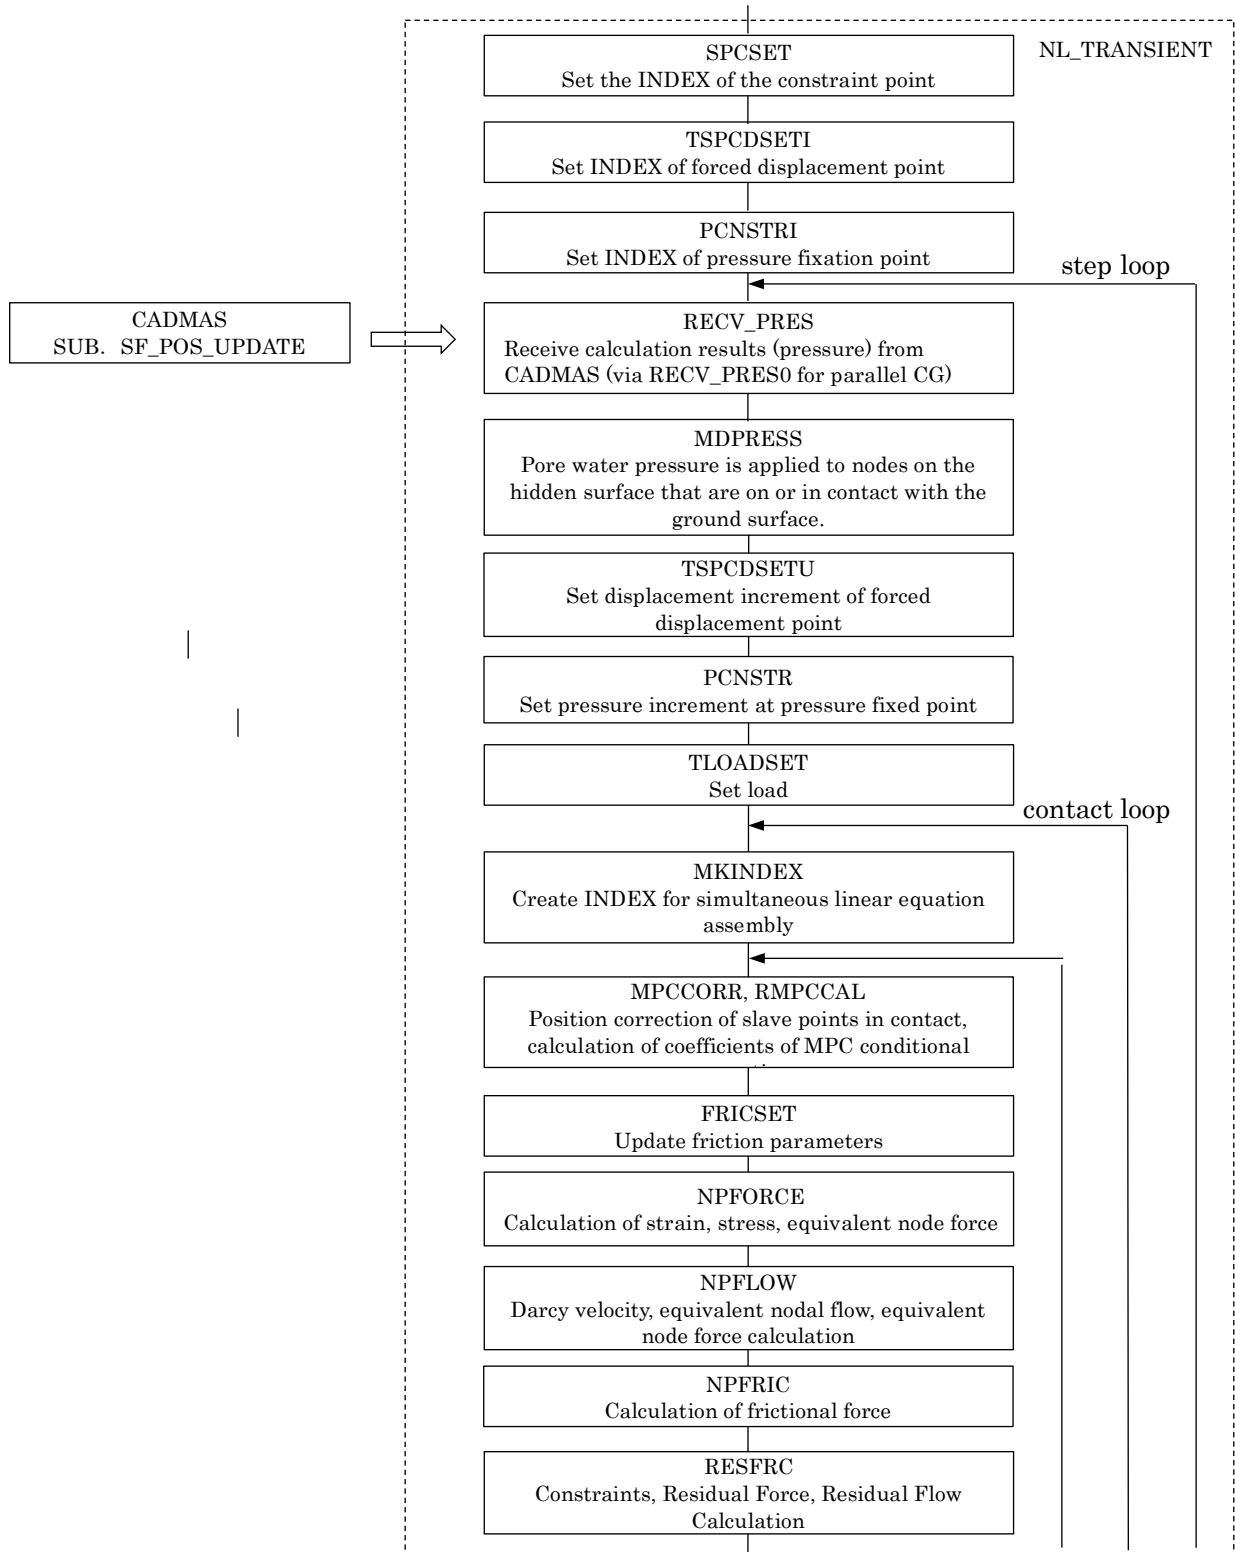 SPCSET
Set the INDEX of the constraint point
NL_TRANSIENT
TSPCDSETI
Set INDEX of forced displacement point
PCNSTRI
Set INDEX of pressure fixation point
step loop
CADMAS
SUB. SF_POS_UPDATE
RECV_PRES
Receive calculation results (pressure) from
CADMAS (via RECV_PRES0 for parallel CG)
MDPRESS
Pore water pressure is applied to nodes on the
hidden surface that are on or in contact with the
ground surface.
TSPCDSETU
Set displacement increment of forced
displacement point
PCNSTR
Set pressure increment at pressure fixed point
TLOADSET
Set load
contact loop
MKINDEX
Create INDEX for simultaneous linear equation
assembly
MPCCORR, RMPCCAL
Position correction of slave points in contact,
calculation of coefficients of MPC conditional
FRICSET
Update friction parameters
NPFORCE
Calculation of strain, stress, equivalent node force
NPFLOW
Darcy velocity, equivalent nodal flow, equivalent
node force calculation
NPFRIC
Calculation of frictional force
RESFRC
Constraints, Residual Force, Residual Flow
Calculation